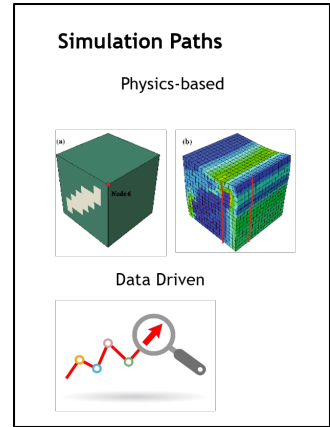 Simulation Paths
Physics-based
(a)
(b)
Node 6
Data Driven